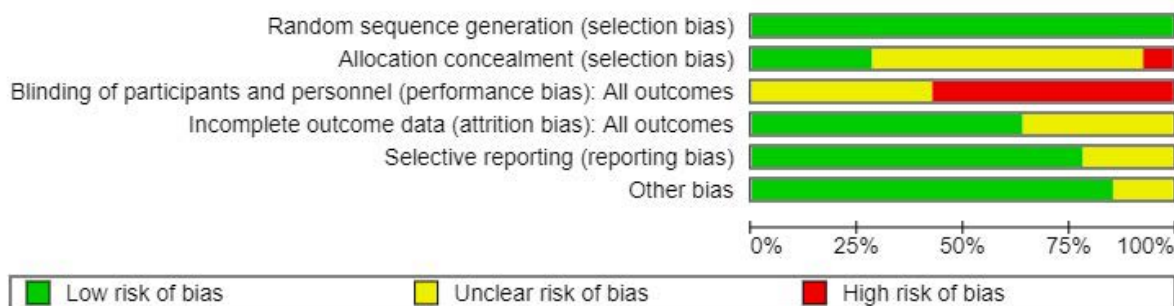 Random sequence generation (selection bias)
Allocation concealment (selection bias)
Blinding of participants and personnel (performance bias): All outcomes
Incomplete outcome data (attrition bias): All outcomes
Selective reporting (reporting bias)
Other bias
0% 25% 50% 75% 100%
Low risk of bias Unclear risk of bias High risk of bias